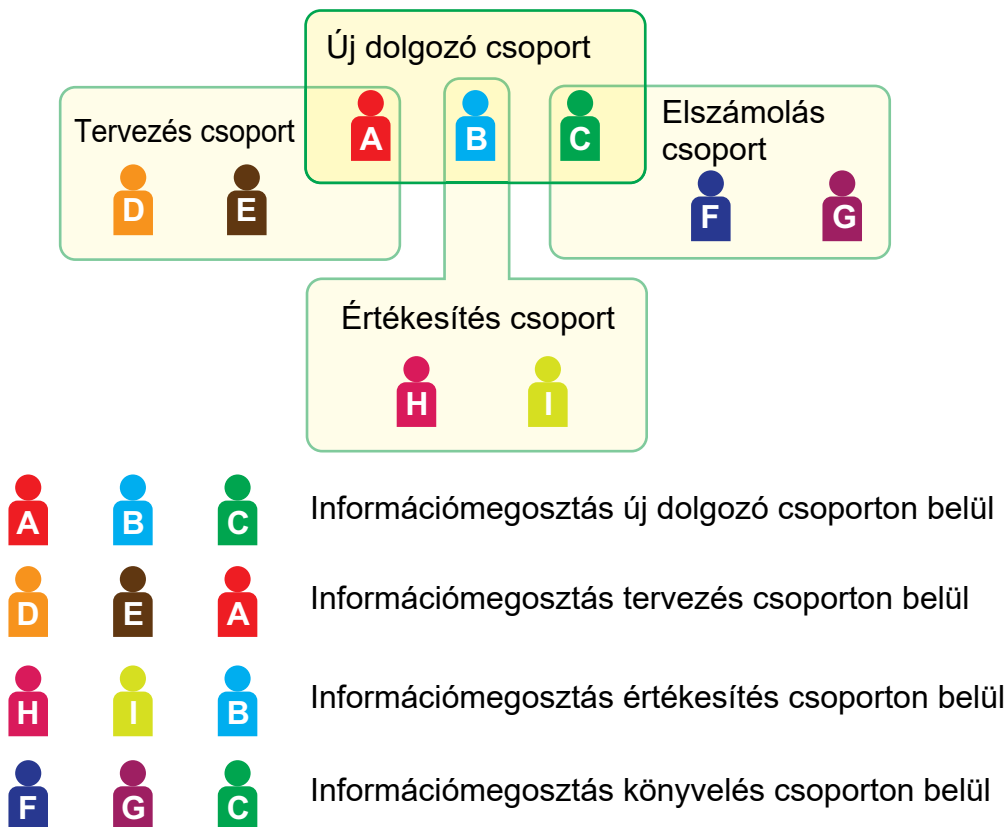 Új dolgozó csoport
A
B
C
Tervezés csoport
D
E
Elszámolás
csoport
F
G
Értékesítés csoport
H
I
A B C Információmegosztás új dolgozó csoporton belül
D E A Információmegosztás tervezés csoporton belül
H I B Információmegosztás értékesítés csoporton belül
F G C Információmegosztás könyvelés csoporton belül